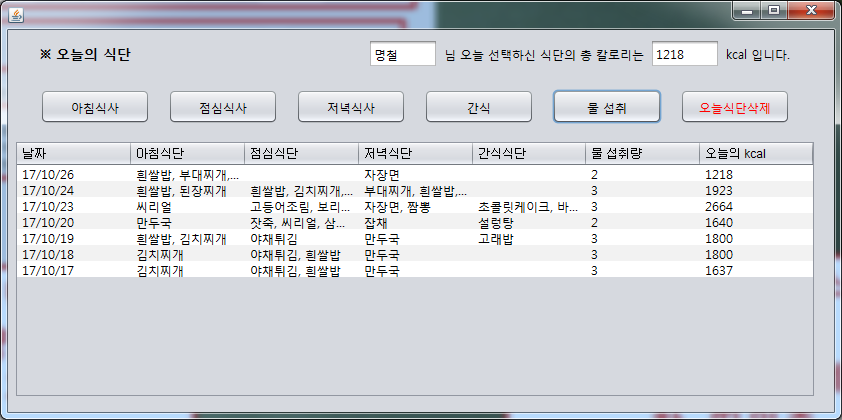 ※ 오늘의 식단 명철 님 오늘 선택하신 식단의 총 칼로리는 1218 kcal 입니다.
아침식사 점심식사 저녁식사 간식 물 섭취 오늘식단삭제
날짜 아침식단 점심식단 저녁식단 간식식단 물 섭취량 오늘의 kcal
17/10/26 흰쌀밥, 부대찌개,... 자장면 2 1218
17/10/24 흰쌀밥, 된장찌개 흰쌀밥, 김치찌개,... 부대찌개, 흰쌀밥,... 3 1923
17/10/23 씨리얼 고등어조림, 보리... 자장면, 짬뽕 초콜릿케이크, 바... 3 2664
17/10/20 만두국 잣죽, 씨리얼, 삼... 잡채 설렁탕 2 1640
17/10/19 흰쌀밥, 김치찌개 야채튀김 만두국 고래밥 3 1800
17/10/18 김치찌개 야채튀김, 흰쌀밥 만두국 3 1800
17/10/17 김치찌개 야채튀김, 흰쌀밥 만두국 3 1637